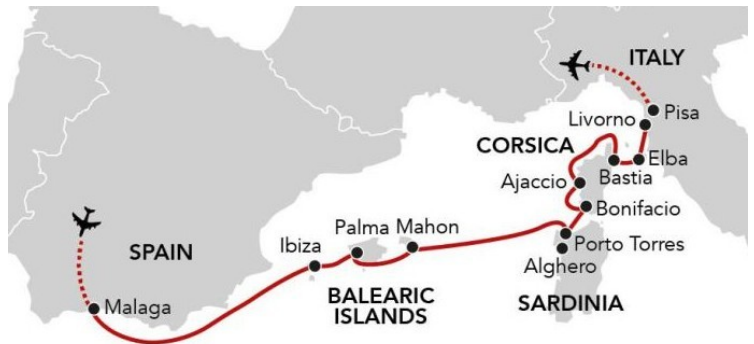 ITALY
Pisa
Livorno
CORSICA
Elba
Bastia
Ajaccio
Bonifacio
Palma
Mahon
Ibiza
SPAIN
Porto Torres
Alghero
BALEARIC
ISLANDS
SARDINIA
Malaga